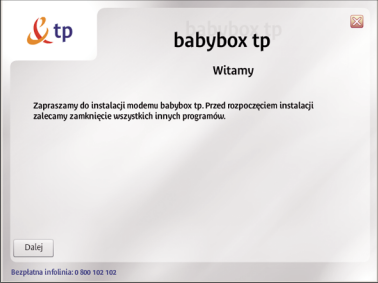 tp
babybox tp
Witamy
Zapraszamy do instalacji modemu babybox tp. Przed rozpoczęciem instalacji
zalecamy zamknięcie wszystkich innych programów.
Dalej
Bezpłatna infolinia: 0 800 102 102